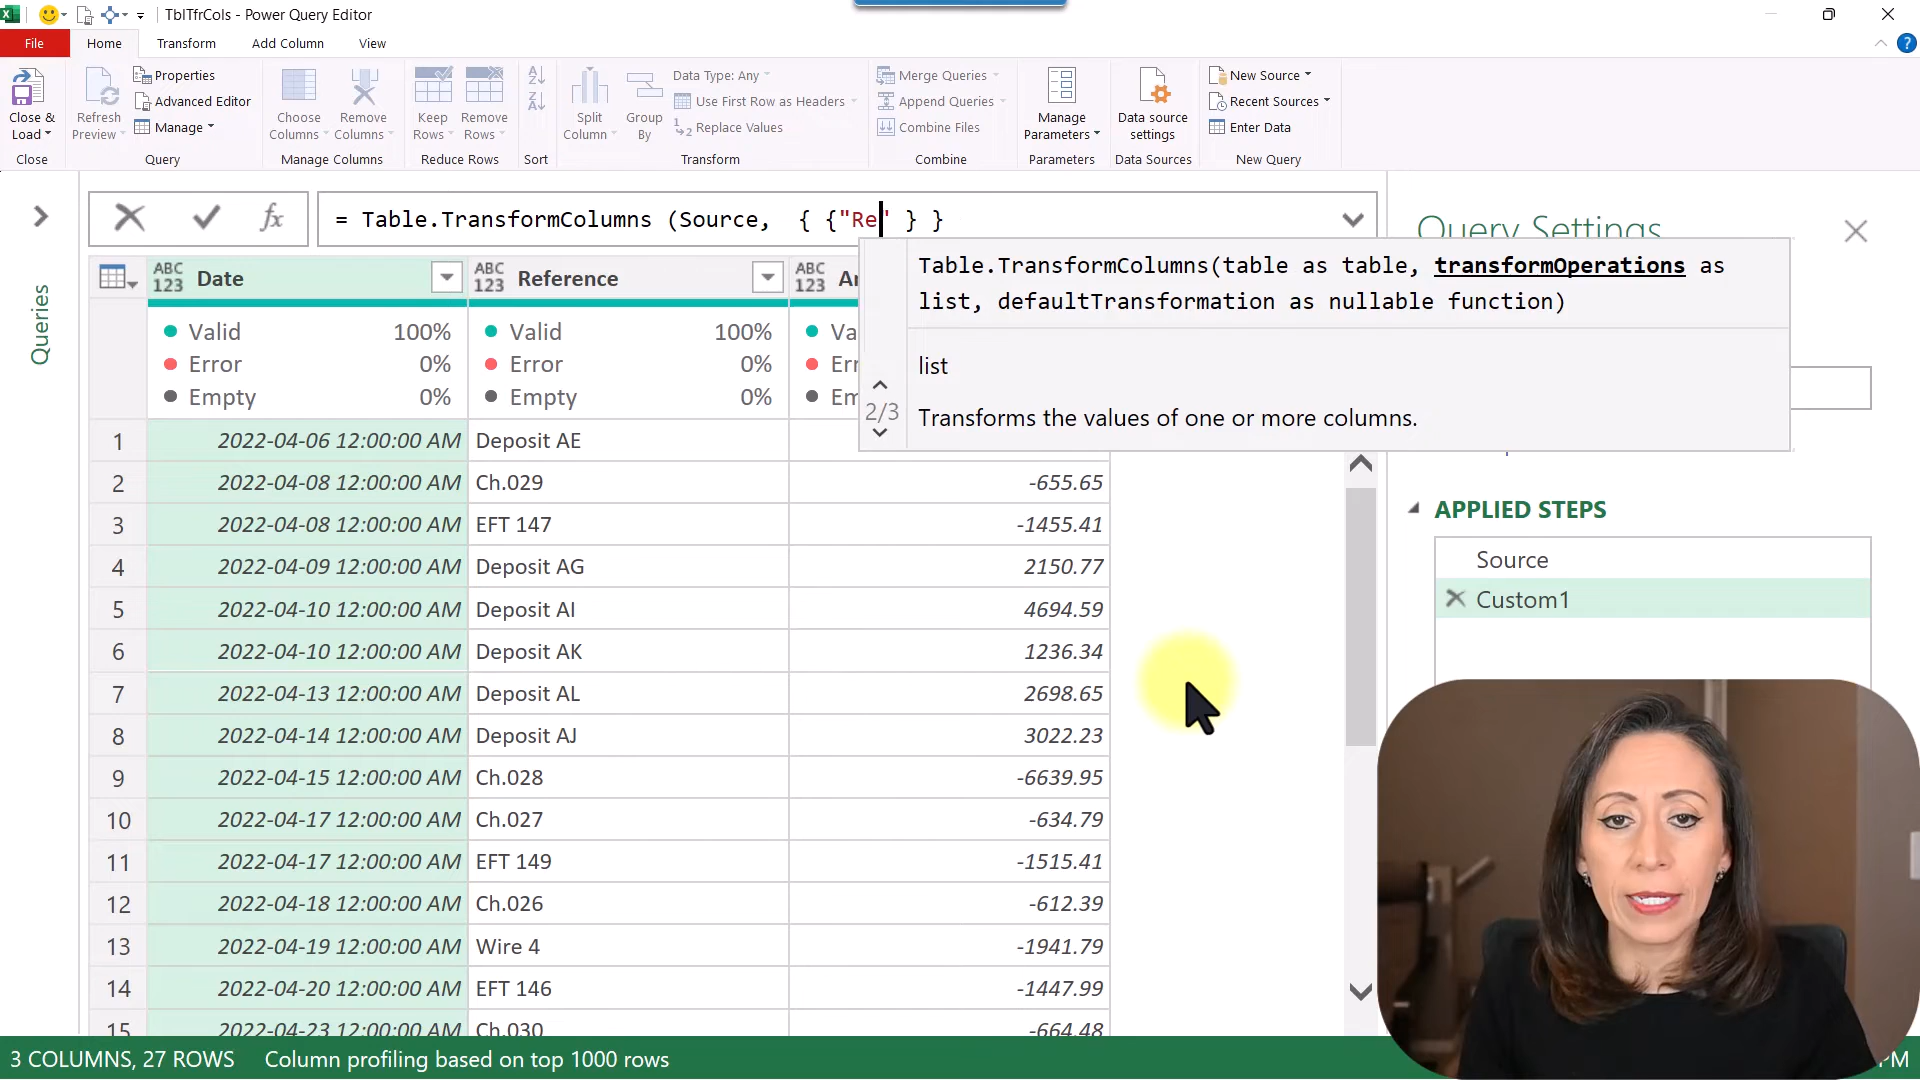 TblTfrCols - Power Query Editor
File Home Transform Add Column View
Close & Load
Close
Refresh Preview
Properties
Advanced Editor
Manage
Query
Choose Columns
Remove Columns
Manage Columns
Keep Rows
Remove Rows
Reduce Rows
Sort
Split Column
Group By
Data Type: Any
Use First Row as Headers
Replace Values
Transform
Merge Queries
Append Queries
Combine Files
Combine
Manage Parameters
Parameters
Data source settings
Data Sources
New Source
Recent Sources
Enter Data
New Query
fx
= Table.TransformColumns (Source, { {"Re" } }
Query Settings
Table.TransformColumns(table as table, transformOperations as
list, defaultTransformation as nullable function)
list
2/3
Transforms the values of one or more columns.
Queries
ABC 123 Date ABC 123 Reference ABC 123
Valid 100% Valid 100%
Error 0% Error 0%
Empty 0% Empty 0%
1 2022-04-06 12:00:00 AM Deposit AE
2 2022-04-08 12:00:00 AM Ch.029 -655.65
3 2022-04-08 12:00:00 AM EFT 147 -1455.41
4 2022-04-09 12:00:00 AM Deposit AG 2150.77
5 2022-04-10 12:00:00 AM Deposit AI 4694.59
6 2022-04-10 12:00:00 AM Deposit AK 1236.34
7 2022-04-13 12:00:00 AM Deposit AL 2698.65
8 2022-04-14 12:00:00 AM Deposit AJ 3022.23
9 2022-04-15 12:00:00 AM Ch.028 -6639.95
10 2022-04-17 12:00:00 AM Ch.027 -634.79
11 2022-04-17 12:00:00 AM EFT 149 -1515.41
12 2022-04-18 12:00:00 AM Ch.026 -612.39
13 2022-04-19 12:00:00 AM Wire 4 -1941.79
14 2022-04-20 12:00:00 AM EFT 146 -1447.99
15 2022-04-23 12:00:00 AM Ch.030 -664.48
APPLIED STEPS
Source
Custom1
3 COLUMNS, 27 ROWS Column profiling based on top 1000 rows
PM